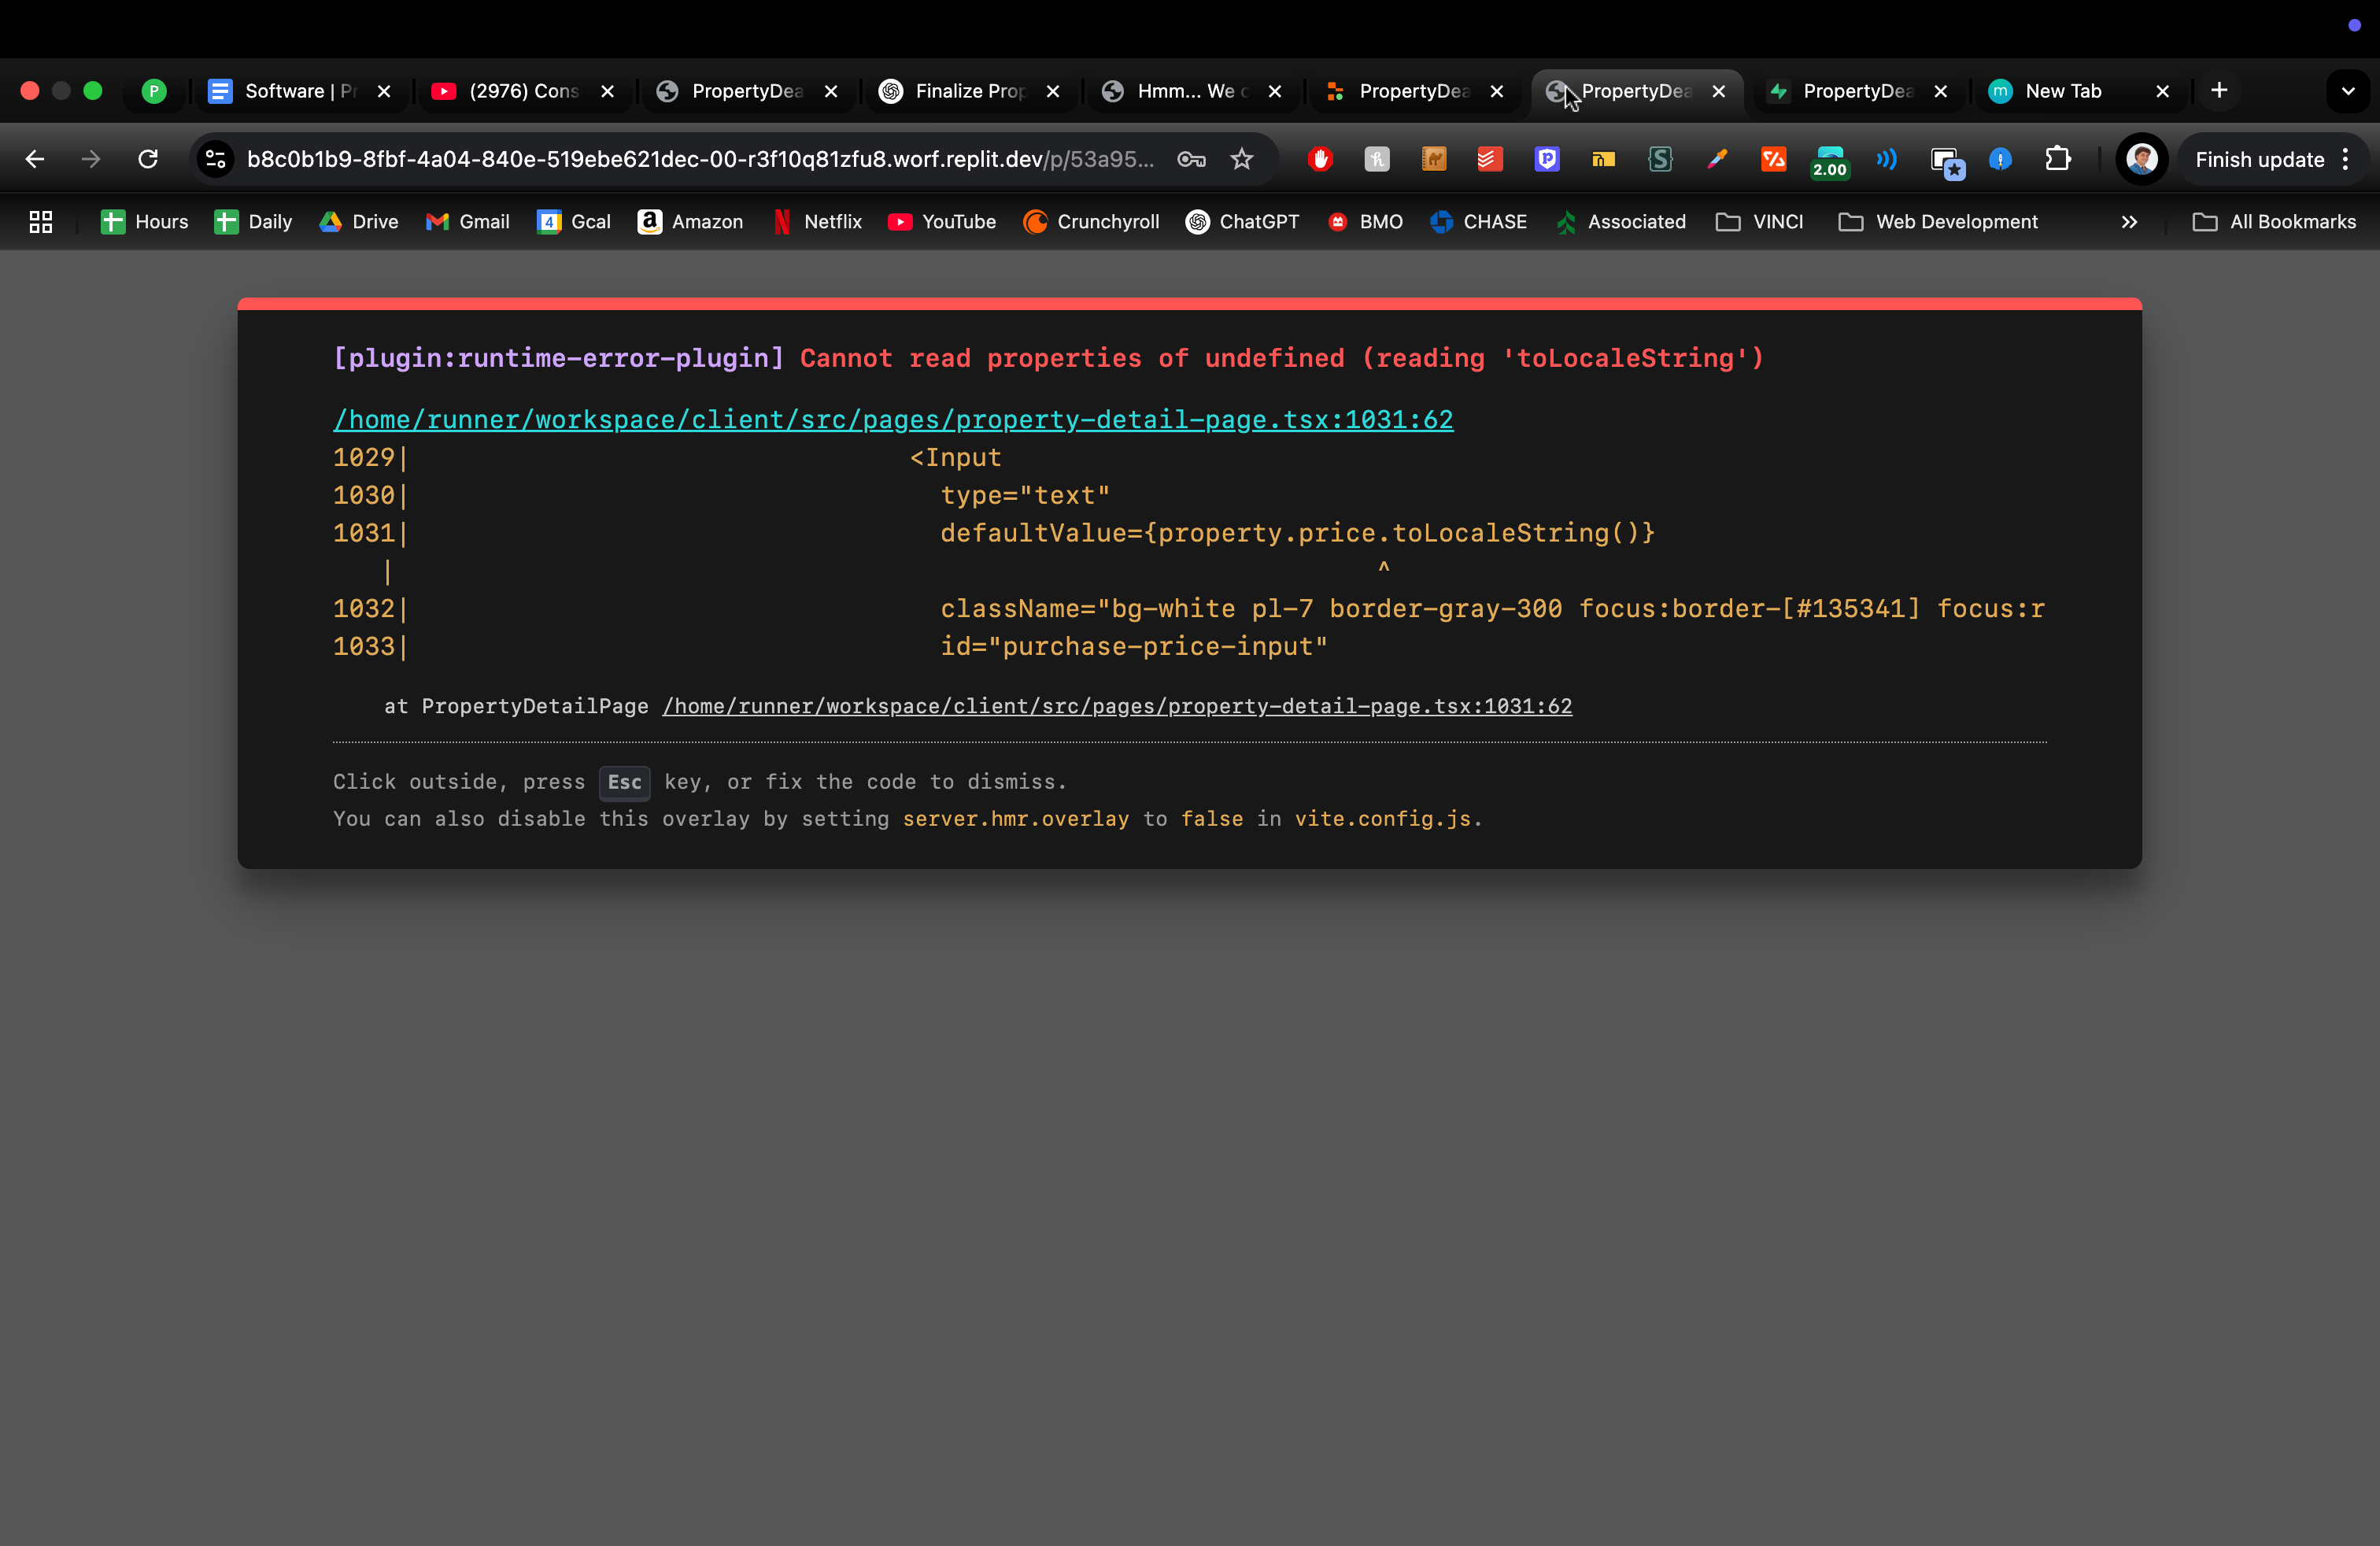 P
Software | Pr
(2976) Cons
PropertyDea
Finalize Prop
Hmm... We c
PropertyDea
PropertyDea
PropertyDea
m
New Tab
b8c0b1b9-8fbf-4a04-840e-519ebe621dec-00-r3f10q81zfu8.worf.replit.dev/p/53a95...
2.00
Finish update
Hours
Daily
Drive
Gmail
4
Gcal
Amazon
Netflix
YouTube
Crunchyroll
ChatGPT
BMO
CHASE
Associated
VINCI
Web Development
All Bookmarks
[plugin:runtime-error-plugin] Cannot read properties of undefined (reading 'toLocaleString')
/home/runner/workspace/client/src/pages/property-detail-page.tsx:1031:62
1029| <Input
1030| type="text"
1031| defaultValue={property.price.toLocaleString()}
| ^
1032| className="bg-white pl-7 border-gray-300 focus:border-[#135341] focus:r
1033| id="purchase-price-input"
at PropertyDetailPage /home/runner/workspace/client/src/pages/property-detail-page.tsx:1031:62
Click outside, press Esc key, or fix the code to dismiss.
You can also disable this overlay by setting server.hmr.overlay to false in vite.config.js.